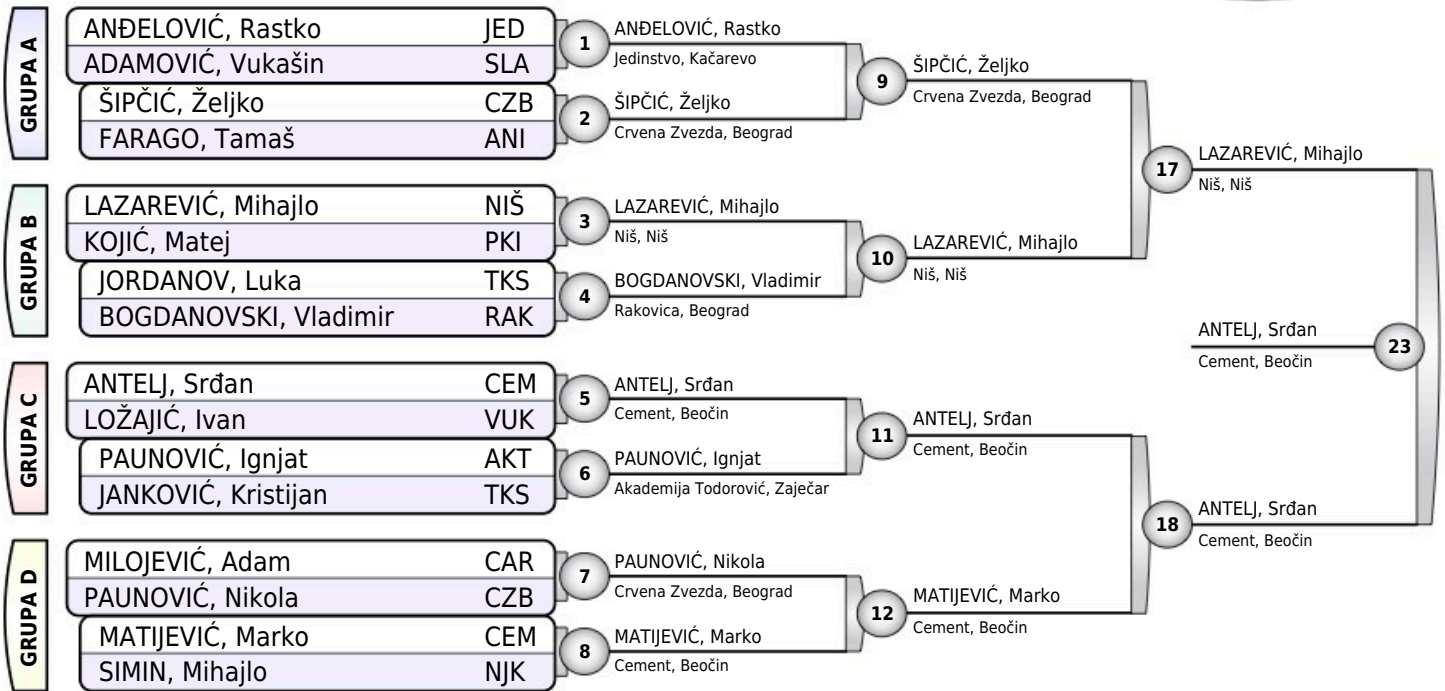 GRUPA A
ANĐELOVIĆ, Rastko JED
ADAMOVIĆ, Vukašin SLA
ŠIPČIĆ, Željko CZB
FARAGO, Tamaš ANI
GRUPA B
LAZAREVIĆ, Mihajlo NIŠ
KOJIĆ, Matej PKI
JORDANOV, Luka TKS
BOGDANOVSKI, Vladimir RAK
GRUPA C
ANTELJ, Srđan CEM
LOŽAJIĆ, Ivan VUK
PAUNOVIĆ, Ignjat AKT
JANKOVIĆ, Kristijan TKS
GRUPA D
MILOJEVIĆ, Adam CAR
PAUNOVIĆ, Nikola CZB
MATIJEVIĆ, Marko CEM
SIMIN, Mihajlo NJK
1 ANĐELOVIĆ, Rastko
Jedinstvo, Kačarevo
2 ŠIPČIĆ, Željko
Crvena Zvezda, Beograd
3 LAZAREVIĆ, Mihajlo
Niš, Niš
4 BOGDANOVSKI, Vladimir
Rakovica, Beograd
5 ANTELJ, Srđan
Cement, Beočin
6 PAUNOVIĆ, Ignjat
Akademija Todorović, Zaječar
7 PAUNOVIĆ, Nikola
Crvena Zvezda, Beograd
8 MATIJEVIĆ, Marko
Cement, Beočin
9 ŠIPČIĆ, Željko
Crvena Zvezda, Beograd
10 LAZAREVIĆ, Mihajlo
Niš, Niš
11 ANTELJ, Srđan
Cement, Beočin
12 MATIJEVIĆ, Marko
Cement, Beočin
17 LAZAREVIĆ, Mihajlo
Niš, Niš
18 ANTELJ, Srđan
Cement, Beočin
ANTELJ, Srđan 23
Cement, Beočin